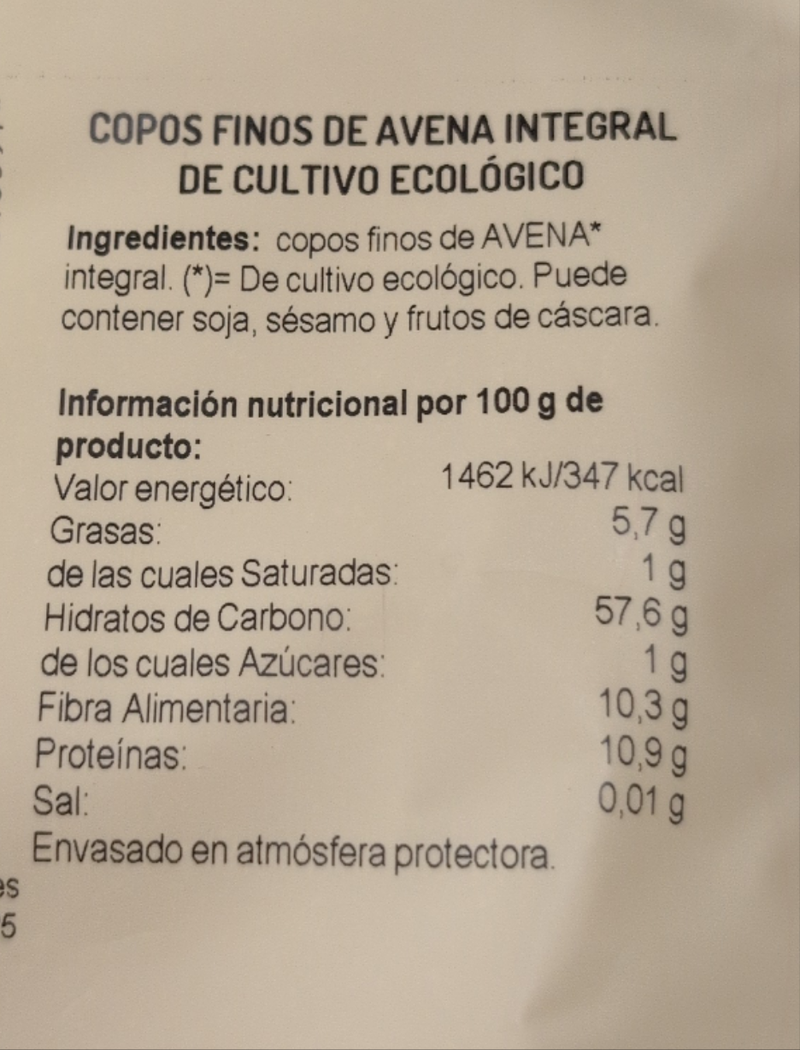 COPOS FINOS DE AVENA INTEGRAL
DE CULTIVO ECOLÓGICO
Ingredientes: copos finos de AVENA*
integral. (*)= De cultivo ecológico. Puede
contener soja, sésamo y frutos de cáscara.
Información nutricional por 100 g de
producto:
Valor energético: 1462 kJ/347 kcal
Grasas: 5,7 g
de las cuales Saturadas: 1 g
Hidratos de Carbono: 57,6 g
de los cuales Azúcares: 1 g
Fibra Alimentaria: 10,3 g
Proteínas: 10,9 g
Sal: 0,01 g
Envasado en atmósfera protectora.
es
5